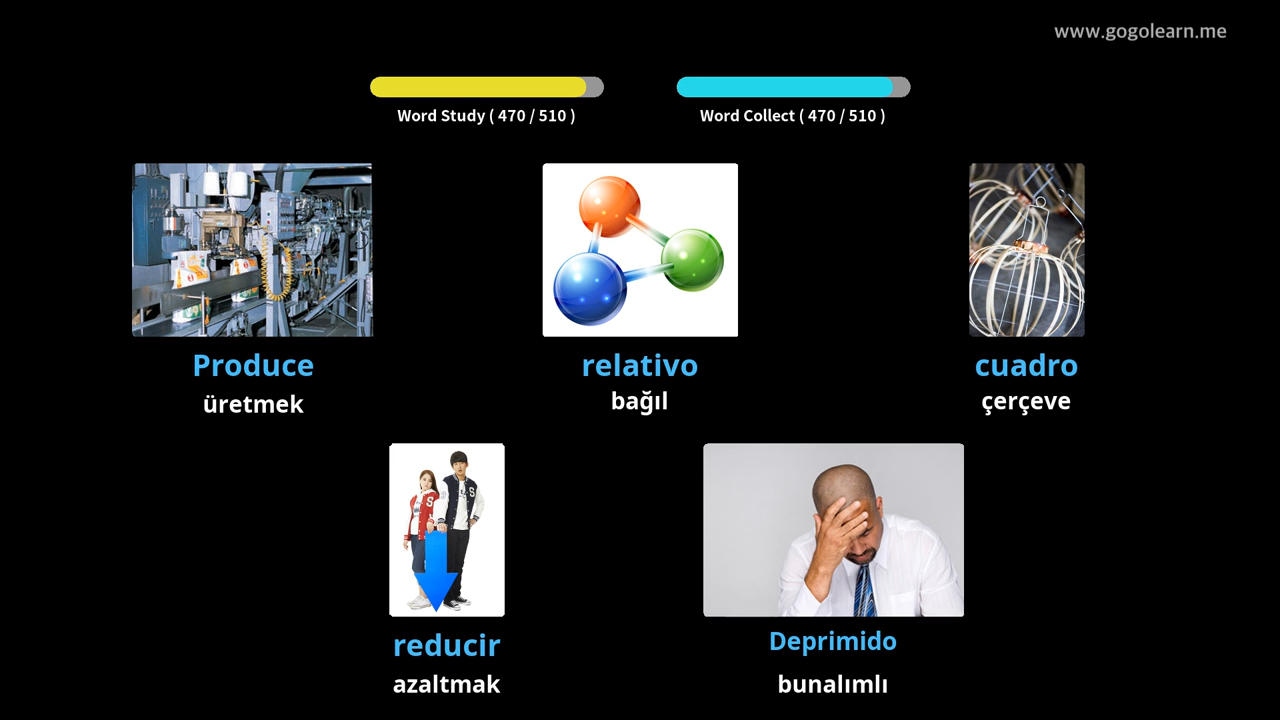 www.gogolearn.me
Word Study ( 470 / 510 )
Word Collect ( 470 / 510 )
Produce
üretmek
relativo
bağıl
cuadro
çerçeve
S
S
reducir
azaltmak
Deprimido
bunalımlı